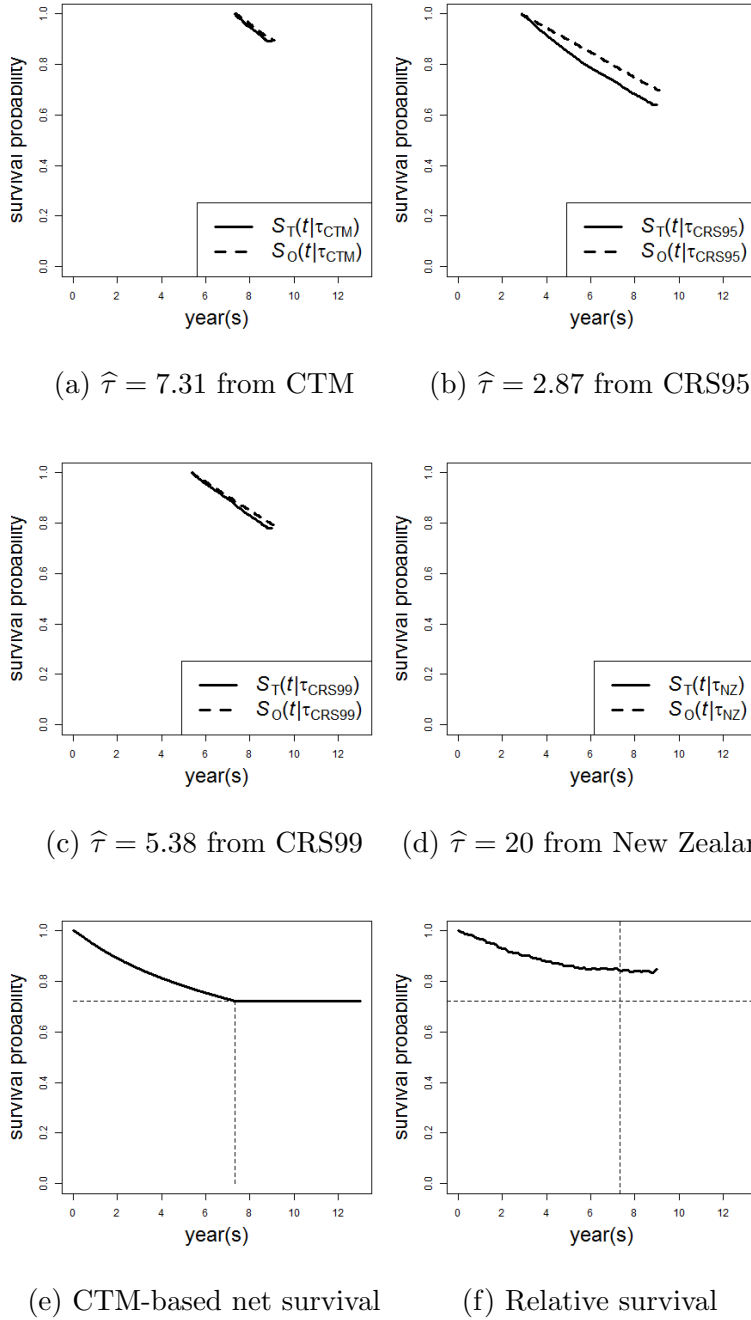 survival probability
0.0 0.2 0.4 0.6 0.8 1.0
S_T(t|τ_CTM)
S_O(t|τ_CTM)
0 2 4 6 8 10 12
year(s)
(a) τ̂ = 7.31 from CTM
survival probability
0.0 0.2 0.4 0.6 0.8 1.0
S_T(t|τ_CRS95)
S_O(t|τ_CRS95)
0 2 4 6 8 10 12
year(s)
(b) τ̂ = 2.87 from CRS95
survival probability
0.0 0.2 0.4 0.6 0.8 1.0
S_T(t|τ_CRS99)
S_O(t|τ_CRS99)
0 2 4 6 8 10 12
year(s)
(c) τ̂ = 5.38 from CRS99
survival probability
0.0 0.2 0.4 0.6 0.8 1.0
S_T(t|τ_NZ)
S_O(t|τ_NZ)
0 2 4 6 8 10 12
year(s)
(d) τ̂ = 20 from New Zealan
survival probability
0.0 0.2 0.4 0.6 0.8 1.0
0 2 4 6 8 10 12
year(s)
(e) CTM-based net survival
survival probability
0.0 0.2 0.4 0.6 0.8 1.0
0 2 4 6 8 10 12
year(s)
(f) Relative survival